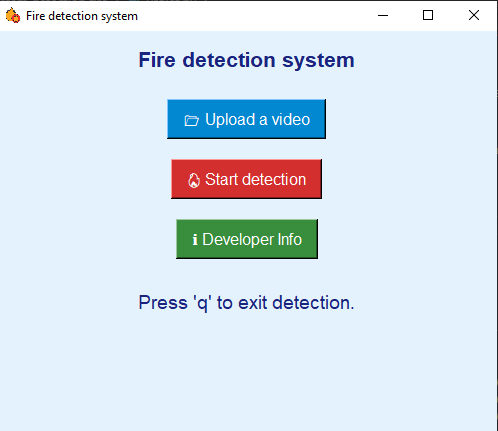 Fire detection system
Fire detection system
Upload a video
Start detection
Developer Info
Press 'q' to exit detection.